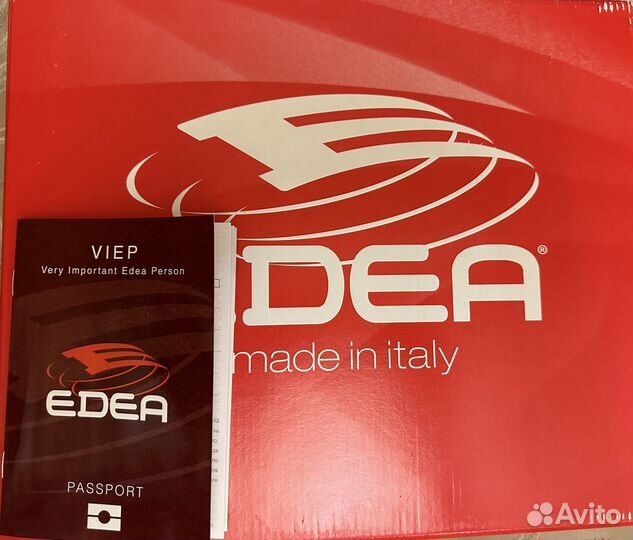 EDEA®
made in italy
VIEP
Very Important Edea Person
EDEA
PASSPORT
Avito